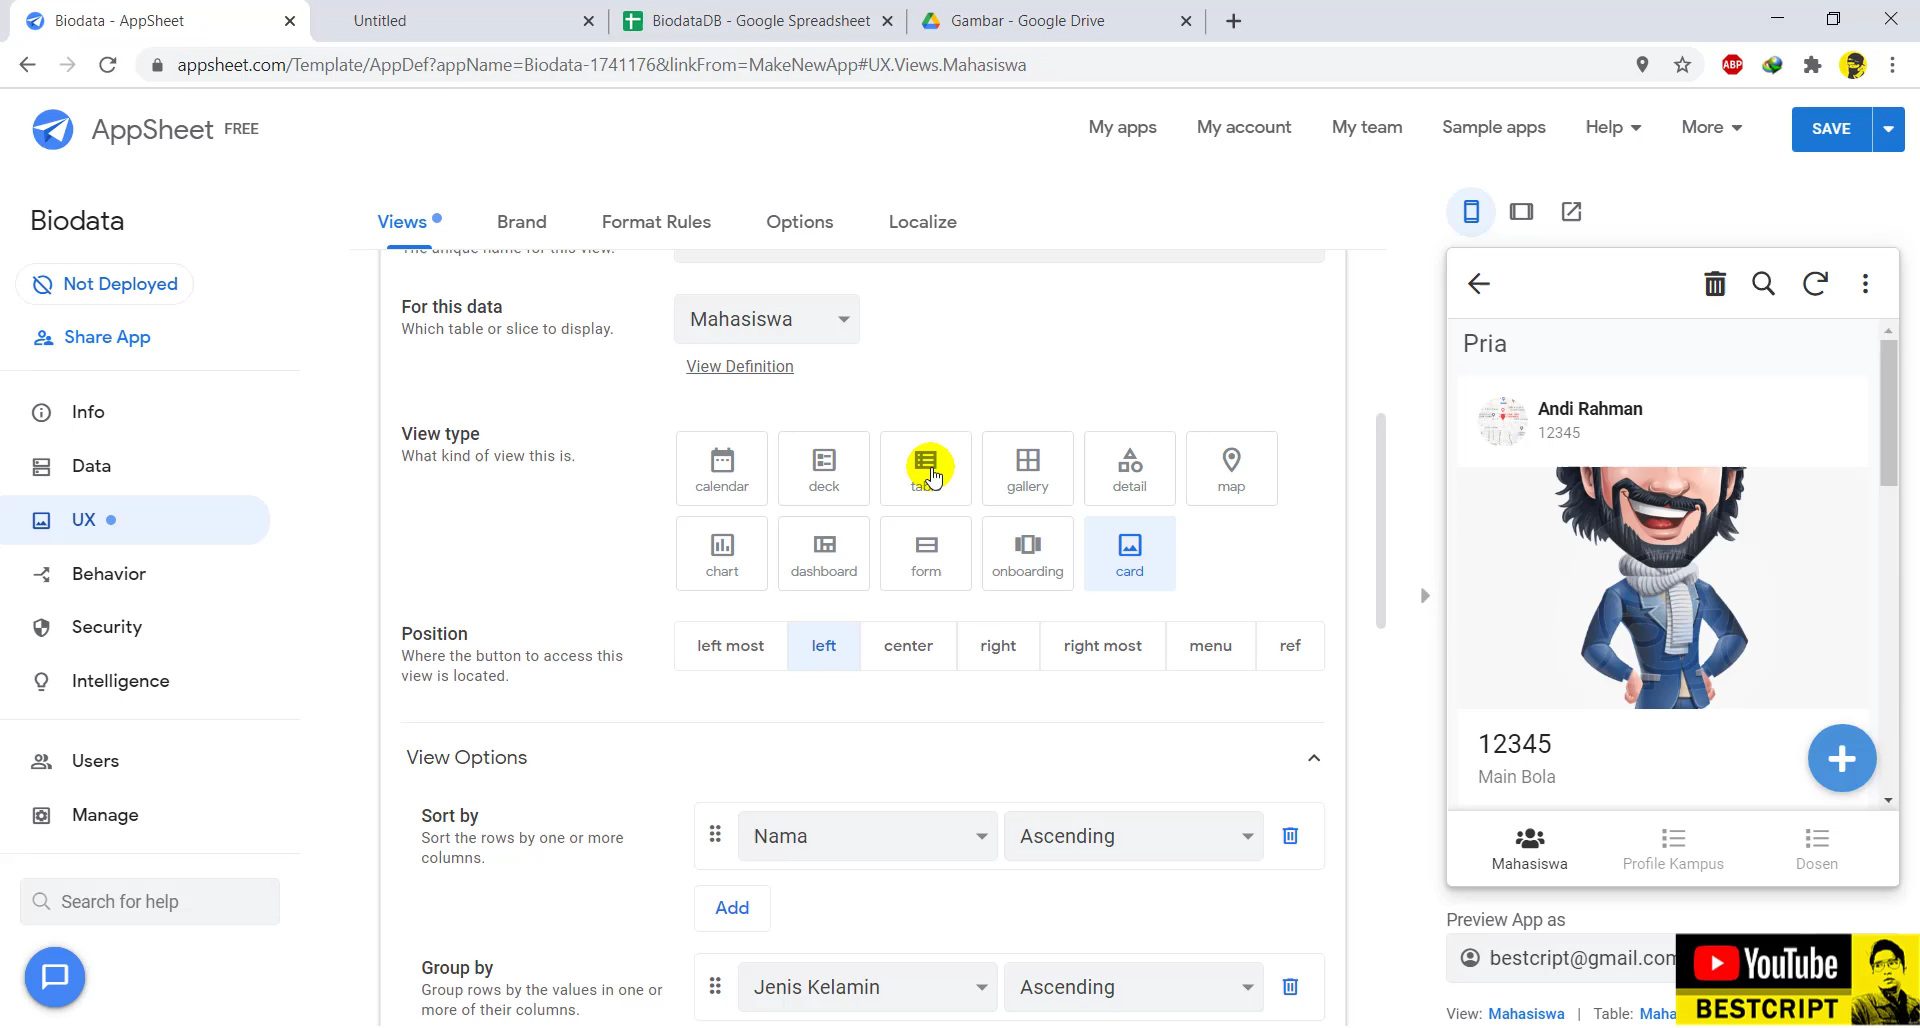 Biodata - AppSheet
Untitled
BiodataDB - Google Spreadsheet
Gambar - Google Drive
appsheet.com/Template/AppDef?appName=Biodata-1741176&linkFrom=MakeNewApp#UX.Views.Mahasiswa
ABP
AppSheet FREE
My apps
My account
My team
Sample apps
Help
More
SAVE
Biodata
Not Deployed
Share App
Info
Data
UX
Behavior
Security
Intelligence
Users
Manage
Search for help
Views
Brand
Format Rules
Options
Localize
The unique name for this view.
For this data
Which table or slice to display.
Mahasiswa
View Definition
View type
What kind of view this is.
calendar
deck
gallery
detail
map
chart
dashboard
form
onboarding
card
Position
Where the button to access this
view is located.
left most
left
center
right
right most
menu
ref
View Options
Sort by
Sort the rows by one or more
columns.
Nama
Ascending
Add
Group by
Group rows by the values in one or
more of their columns.
Jenis Kelamin
Ascending
Pria
Andi Rahman
12345
12345
Main Bola
Mahasiswa
Profile Kampus
Dosen
Preview App as
bestcript@gmail.com
View: Mahasiswa | Table: Maha
YouTube
BESTCRIPT